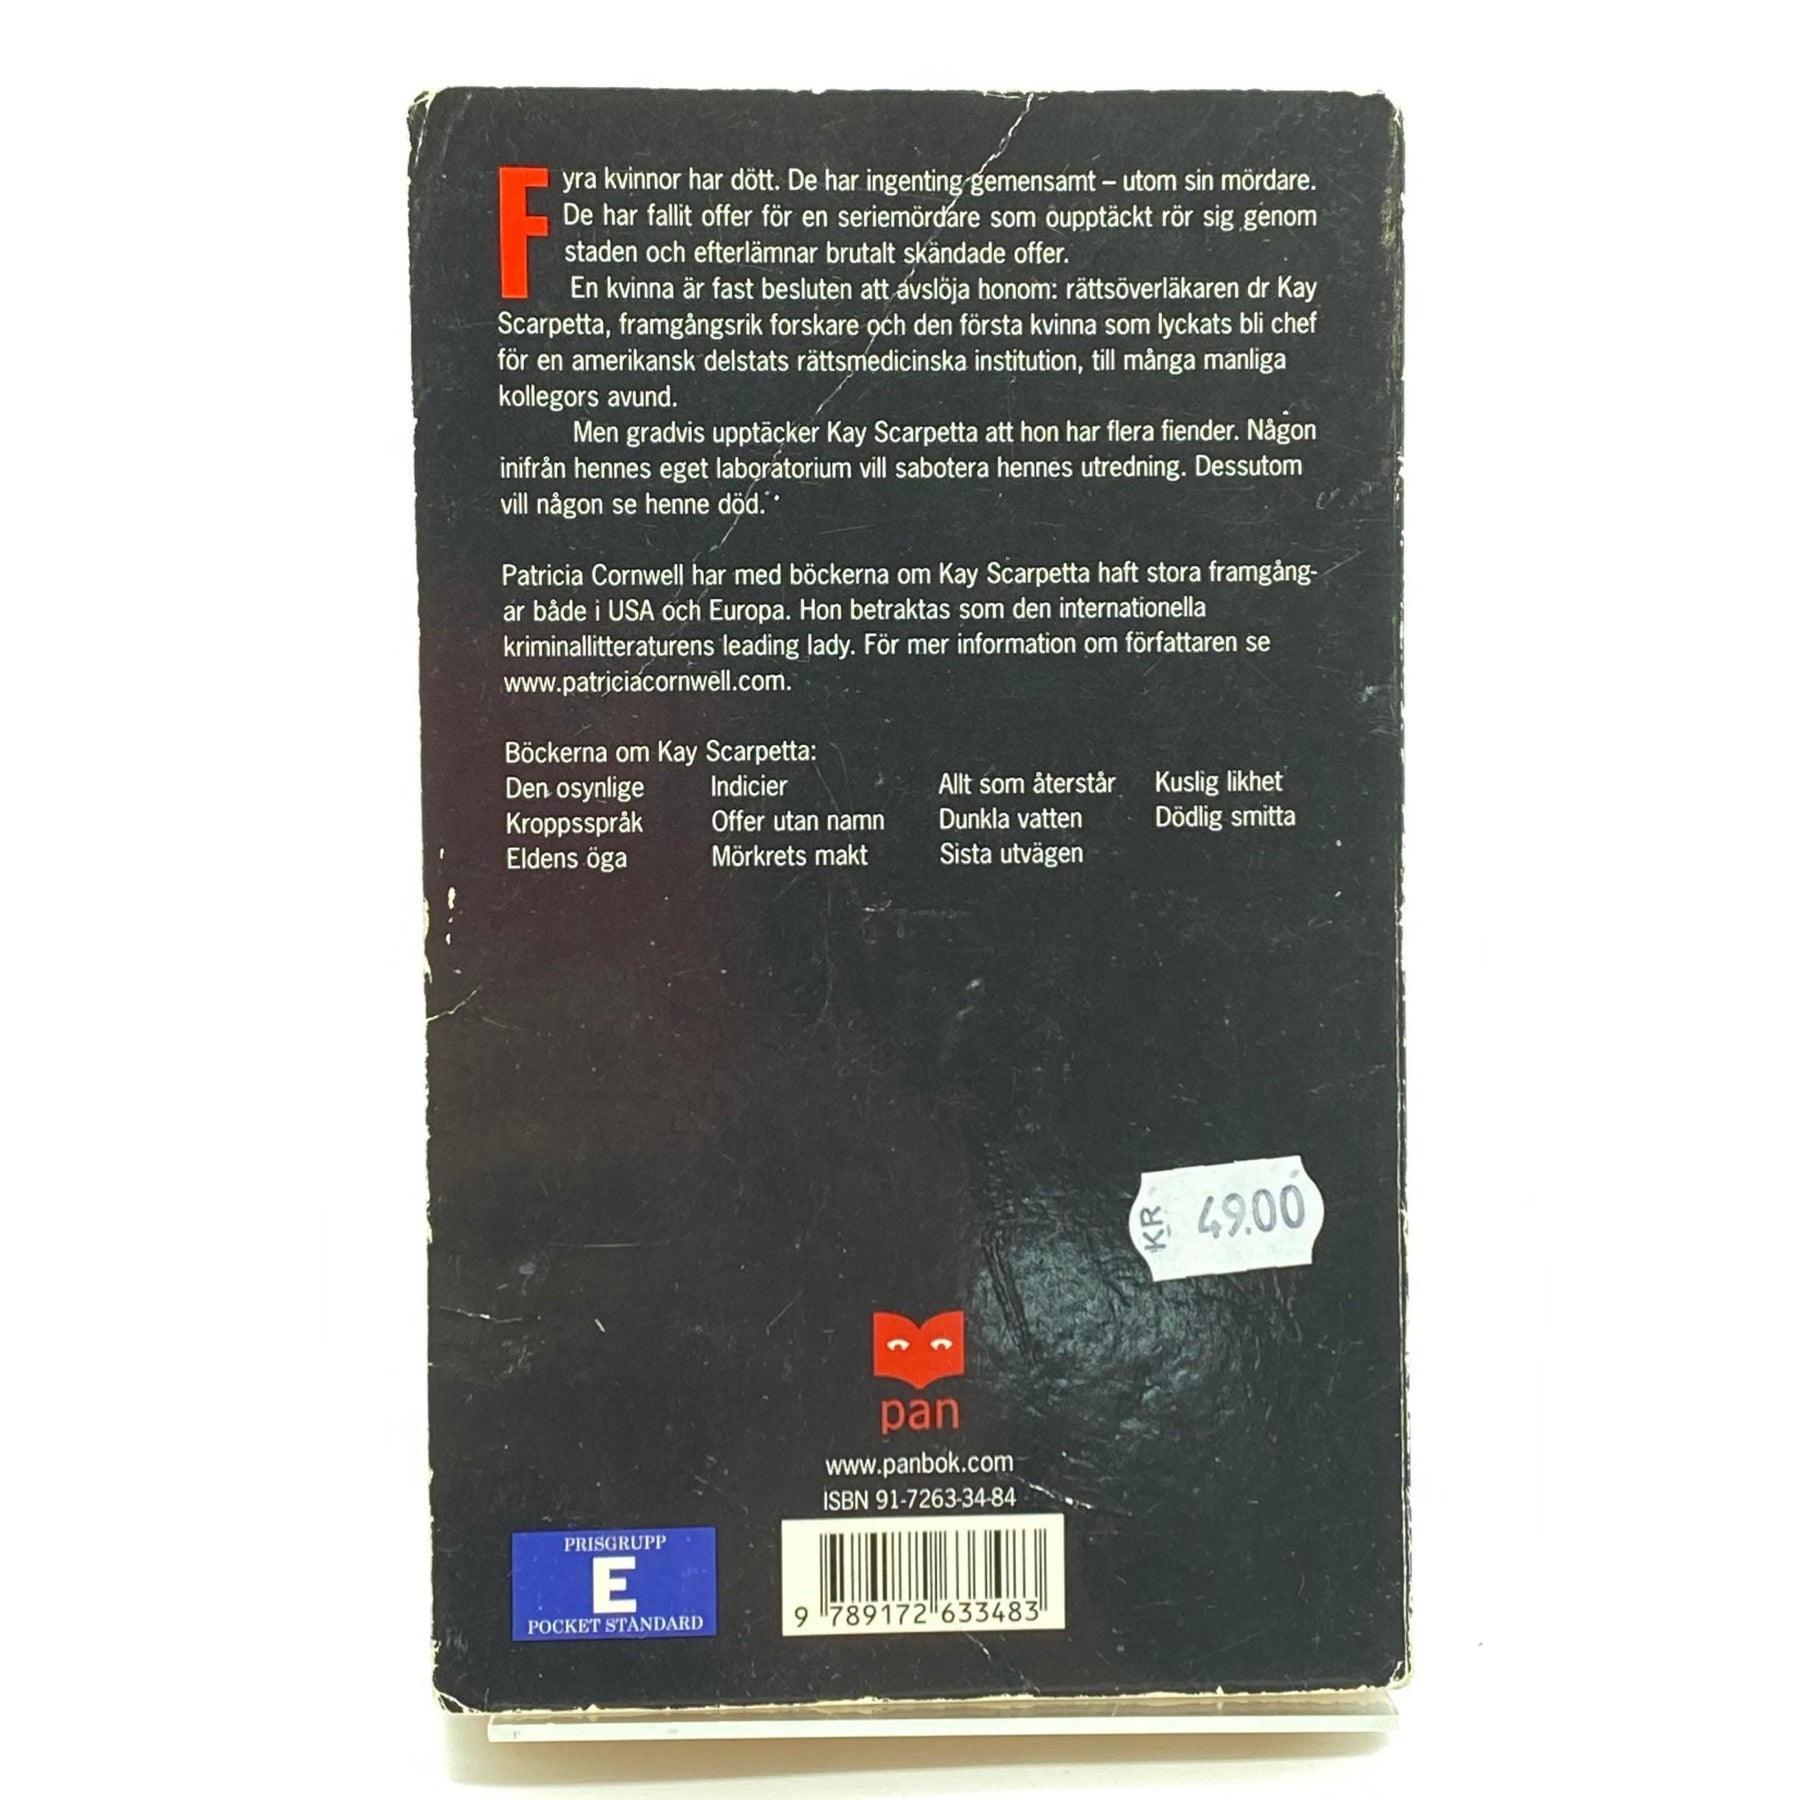 Fyra kvinnor har dött. De har ingenting gemensamt – utom sin mördare.
De har fallit offer för en seriemördare som oupptäckt rör sig genom
staden och efterlämnar brutalt skändade offer.
En kvinna är fast besluten att avslöja honom: rättsöverläkaren dr Kay
Scarpetta, framgångsrik forskare och den första kvinna som lyckats bli chef
för en amerikansk delstats rättsmedicinska institution, till många manliga
kollegors avund.
Men gradvis upptäcker Kay Scarpetta att hon har flera fiender. Någon
inifrån hennes eget laboratorium vill sabotera hennes utredning. Dessutom
vill någon se henne död.
Patricia Cornwell har med böckerna om Kay Scarpetta haft stora framgång-
ar både i USA och Europa. Hon betraktas som den internationella
kriminallitteraturens leading lady. För mer information om författaren se
www.patriciacornwell.com.
Böckerna om Kay Scarpetta:
Den osynlige Indicier Allt som återstår Kuslig likhet
Kroppsspråk Offer utan namn Dunkla vatten Dödlig smitta
Eldens öga Mörkrets makt Sista utvägen
KR 49.00
pan
www.panbok.com
ISBN 91-7263-34-84
PRISGRUPP
E
POCKET STANDARD
9 789172 633483